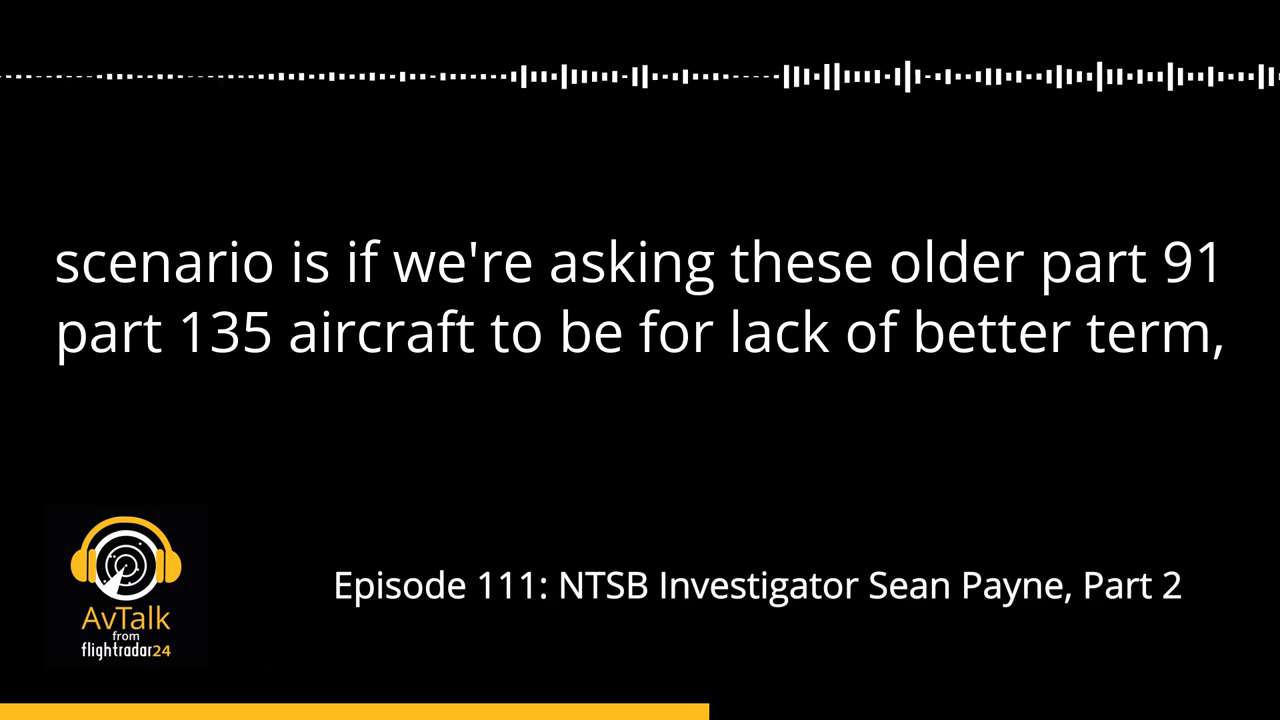 scenario is if we're asking these older part 91
part 135 aircraft to be for lack of better term,
Episode 111: NTSB Investigator Sean Payne, Part 2
AvTalk
from
flightradar24